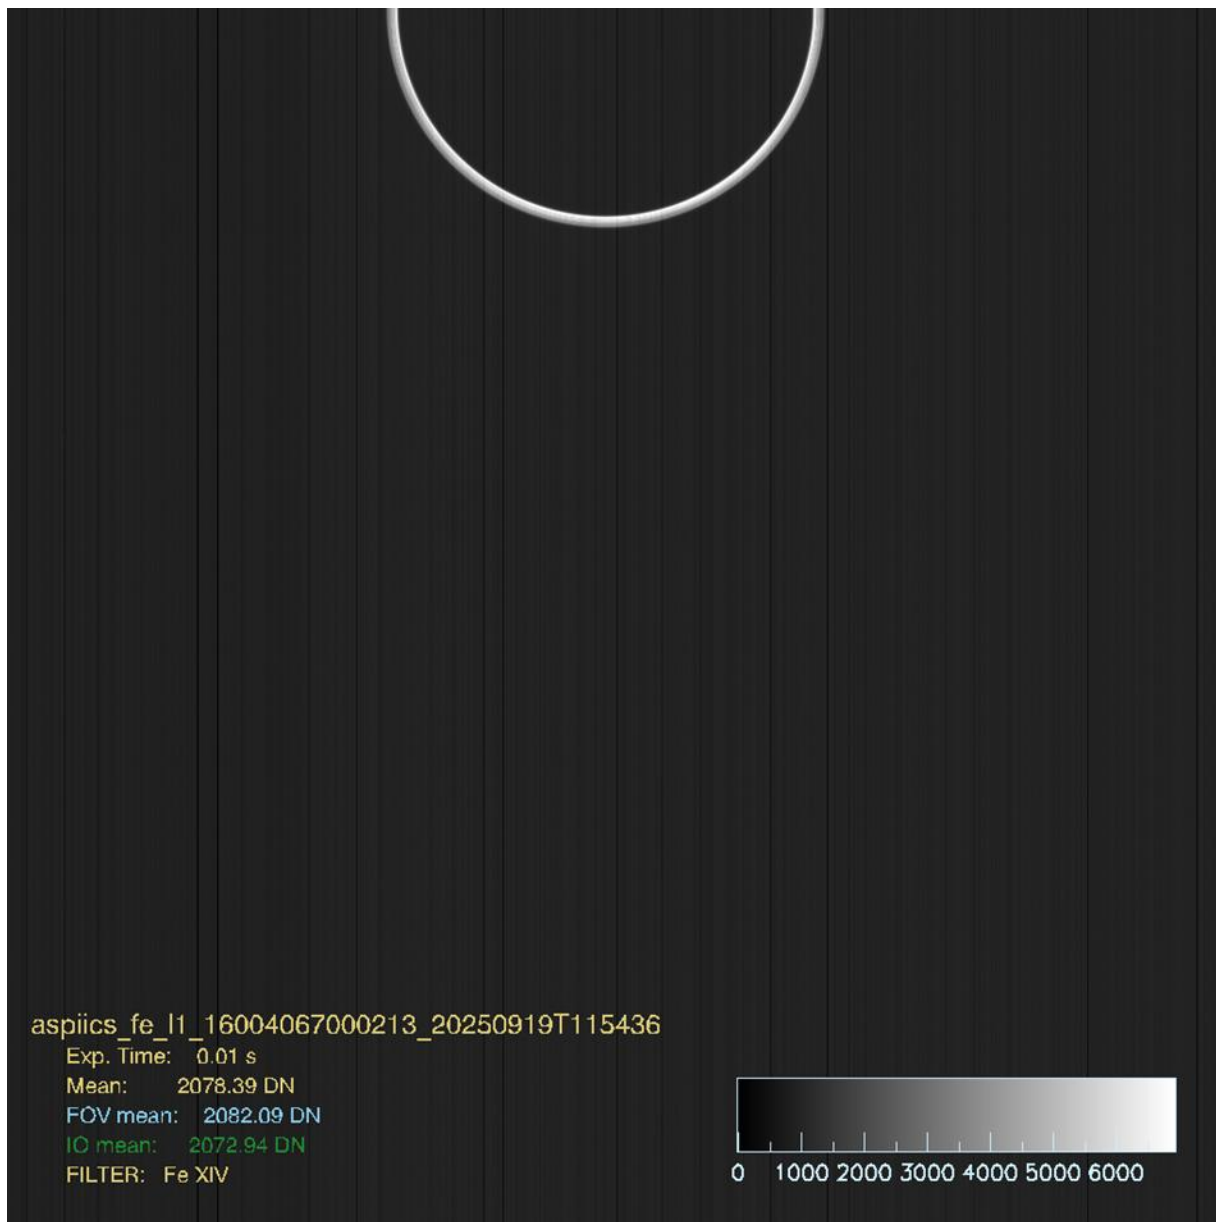 aspiics_fe_l1_16004067000213_20250919T115436
Exp. Time: 0.01 s
Mean: 2078.39 DN
FOV mean: 2082.09 DN
IO mean: 2072.94 DN
FILTER: Fe XIV
0 1000 2000 3000 4000 5000 6000